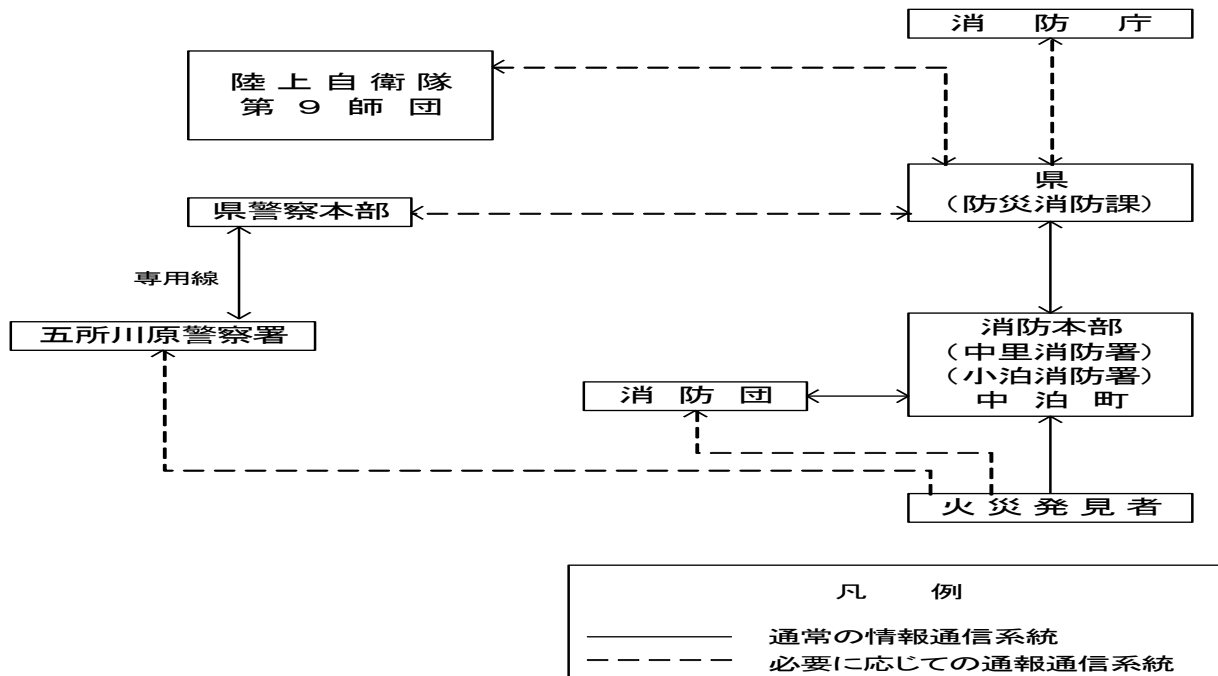 消防庁
陸上自衛隊
第９師団
県
（防災消防課）
県警察本部
専用線
五所川原警察署
消防本部
（中里消防署）
（小泊消防署）
中泊町
消防団
火災発見者
凡例
通常の情報通信系統
必要に応じての通報通信系統